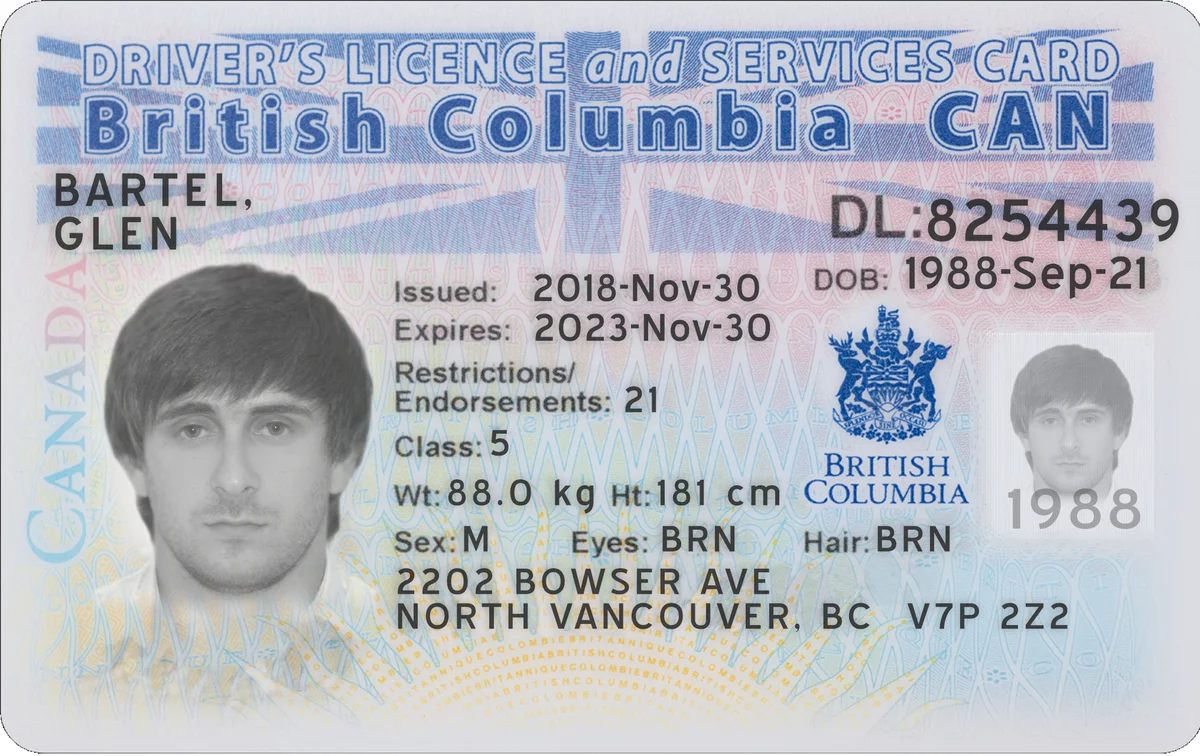 DRIVER'S LICENCE and SERVICES CARD
British Columbia CAN
BARTEL,
GLEN
DL:8254439
DOB: 1988-Sep-21
Issued: 2018-Nov-30
Expires: 2023-Nov-30
Restrictions/
Endorsements: 21
Class: 5
Wt: 88.0 kg Ht: 181 cm
Sex: M Eyes: BRN Hair: BRN
2202 BOWSER AVE
NORTH VANCOUVER, BC V7P 2Z2
CANADA
BRITISH
COLUMBIA
1988